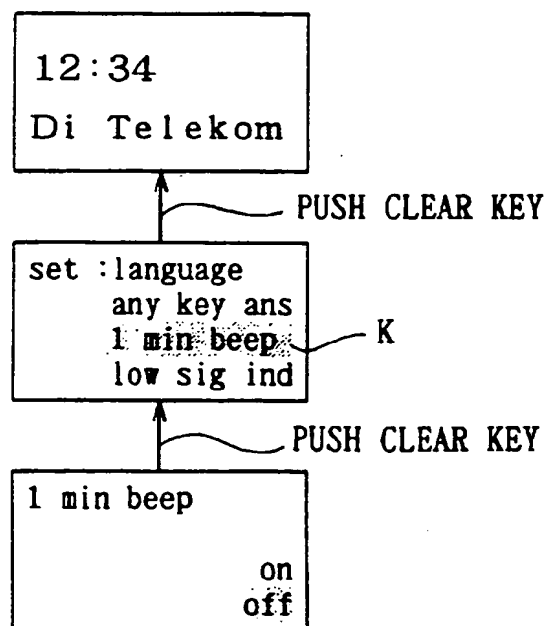 12:34
Di Telekom
PUSH CLEAR KEY
set :language
any key ans
1 min beep
K
low sig ind
PUSH CLEAR KEY
1 min beep
on
off